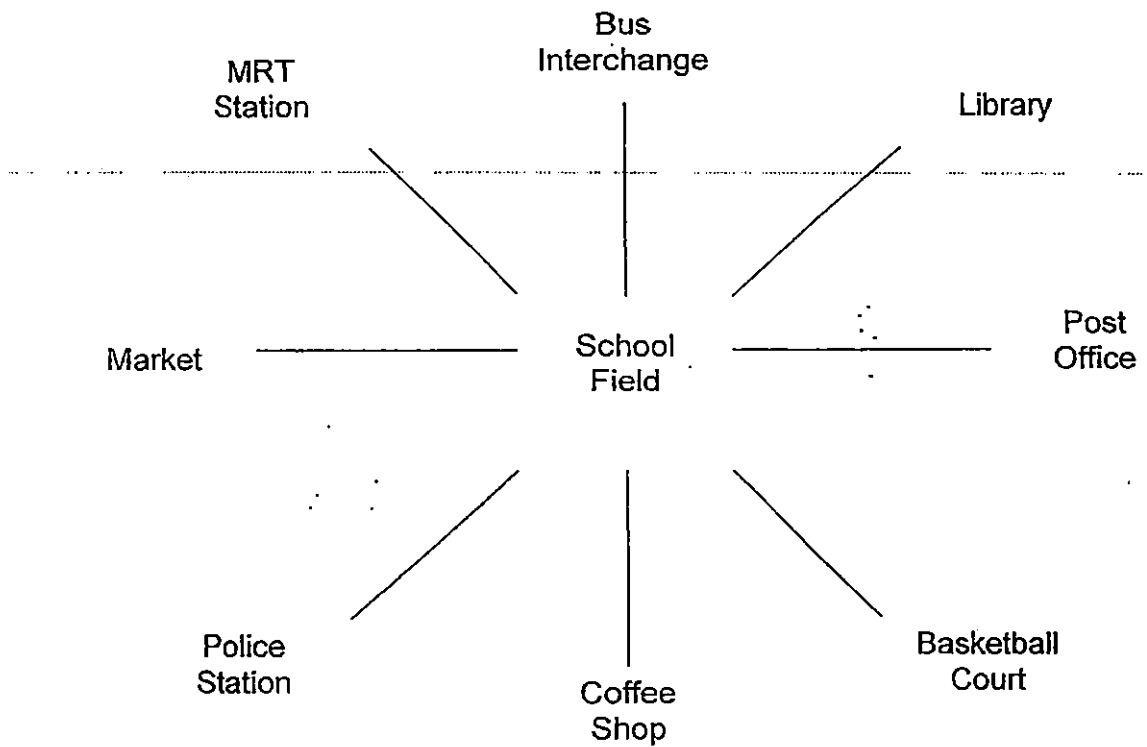 Bus
Interchange
MRT
Station
Library
Market
School
Field
Post
Office
Police
Station
Coffee
Shop
Basketball
Court